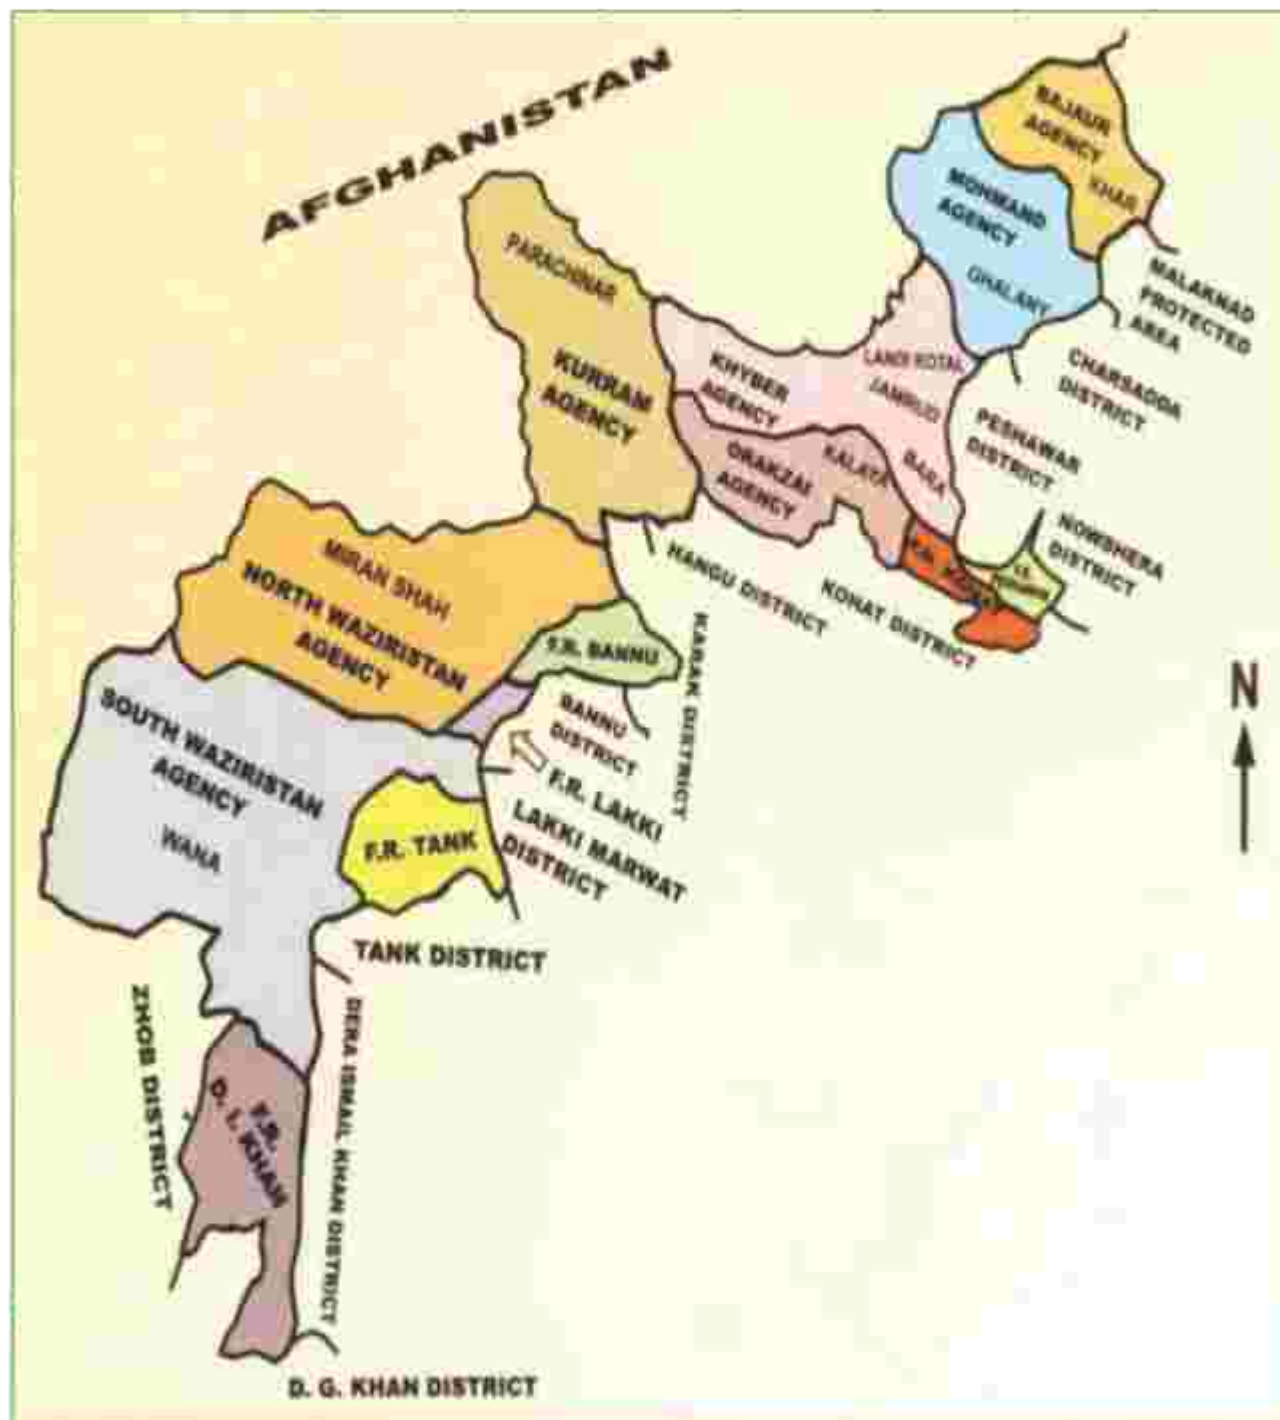 AFGHANISTAN
BAJAUR
AGENCY
KHAR
MOHMAND
AGENCY
GHALANY
MALAKNAD
PROTECTED
AREA
CHARSADDA
DISTRICT
PARACHINAR
KURRAM
AGENCY
KHYBER
AGENCY
LANDI KOTAL
JAMRUD
BARA
PESHAWAR
DISTRICT
ORAKZAI
AGENCY
KALAYA
NOWSHERA
DISTRICT
HANGU DISTRICT
KOHAT DISTRICT
MIRAN SHAH
NORTH WAZIRISTAN
AGENCY
F.R. BANNU
KARAK DISTRICT
BANNU
DISTRICT
F.R. LAKKI
LAKKI MARWAT
DISTRICT
SOUTH WAZIRISTAN
AGENCY
WANA
F.R. TANK
TANK DISTRICT
N
ZHOB DISTRICT
DERA ISMAIL KHAN DISTRICT
F.R.
D. I. KHAN
D. G. KHAN DISTRICT